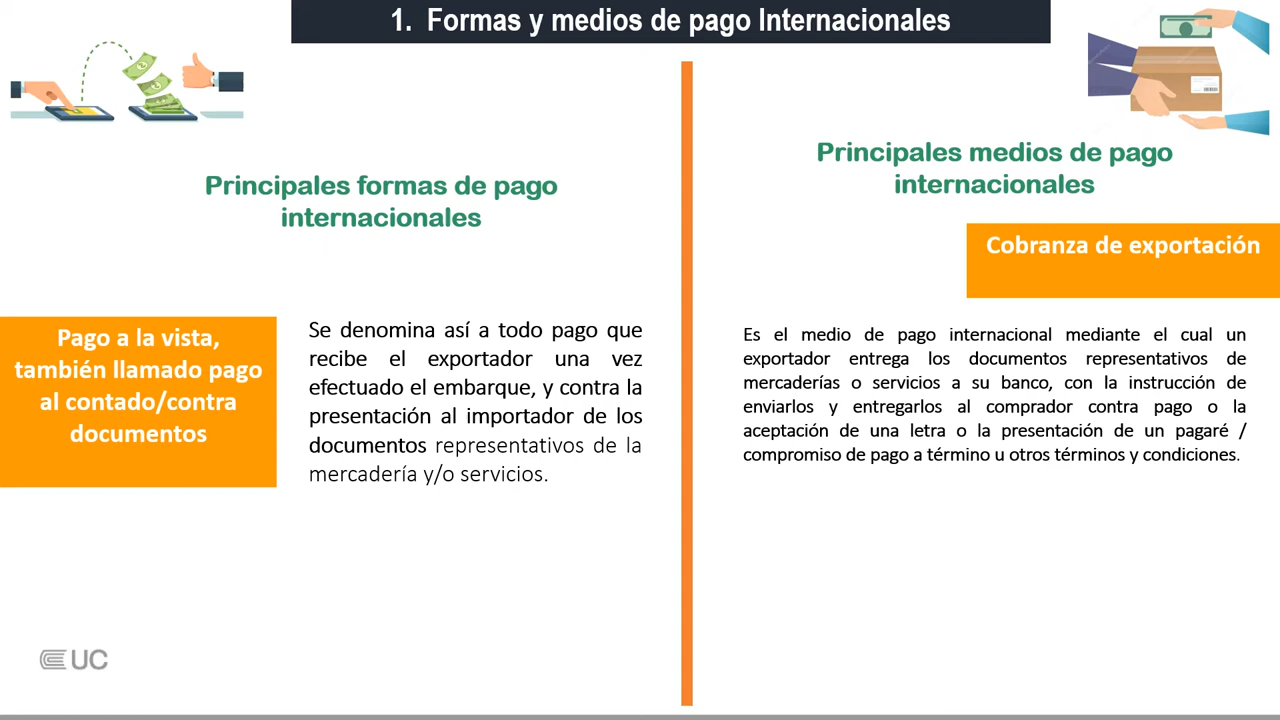 1. Formas y medios de pago Internacionales
Principales formas de pago
internacionales
Pago a la vista,
también llamado pago
al contado/contra
documentos
Se denomina así a todo pago que
recibe el exportador una vez
efectuado el embarque, y contra la
presentación al importador de los
documentos representativos de la
mercadería y/o servicios.
Principales medios de pago
internacionales
Cobranza de exportación
Es el medio de pago internacional mediante el cual un
exportador entrega los documentos representativos de
mercaderías o servicios a su banco, con la instrucción de
enviarlos y entregarlos al comprador contra pago o la
aceptación de una letra o la presentación de un pagaré /
compromiso de pago a término u otros términos y condiciones.
UC